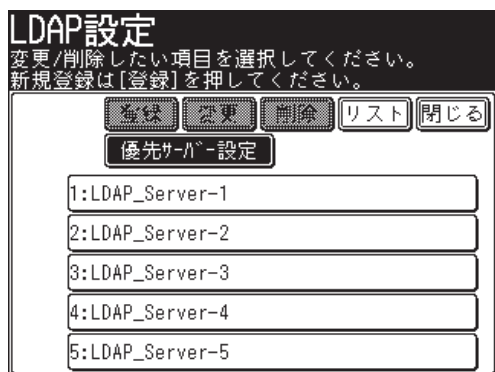 LDAP設定
変更/削除したい項目を選択してください。
新規登録は[登録]を押してください。
登録 変更 削除 リスト 閉じる
優先ｻｰﾊﾞｰ設定
1:LDAP_Server-1
2:LDAP_Server-2
3:LDAP_Server-3
4:LDAP_Server-4
5:LDAP_Server-5